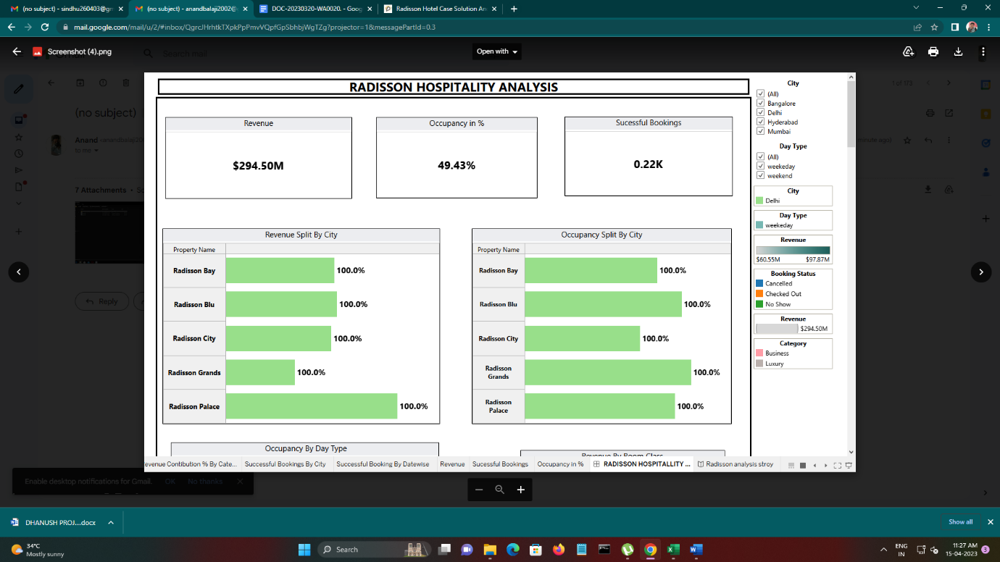 (no subject) - sindhu260403@gm
(no subject) - anandbalaji2002@
DOC-20230320-WA0020. - Goog
Radisson Hotel Case Solution An
mail.google.com/mail/u/2/#inbox/QgrcJHrhtkTXpkPpPmvVQpfGpSbhbjWgTZg?projector=1&messagePartId=0.3
Screenshot (4).png
Search mail
Open with
1 of 113
(no subject)
Anand
to me
minute ago)
7 Attachments
Reply
RADISSON HOSPITALITY ANALYSIS
Revenue
$294.50M
Occupancy in %
49.43%
Sucessful Bookings
0.22K
Revenue Split By City
Property Name
Radisson Bay 100.0%
Radisson Blu 100.0%
Radisson City 100.0%
Radisson Grands 100.0%
Radisson Palace 100.0%
Occupancy Split By City
Property Name
Radisson Bay 100.0%
Radisson Blu 100.0%
Radisson City 100.0%
Radisson
Grands 100.0%
Radisson
Palace 100.0%
Occupancy By Day Type
Revenue By Room Class
City
(All)
Bangalore
Delhi
Hyderabad
Mumbai
Day Type
(All)
weekeday
weekend
City
Delhi
Day Type
weekeday
Revenue
$60.55M $97.87M
Booking Status
Cancelled
Checked Out
No Show
Revenue
$294.50M
Category
Business
Luxury
evenue Contibution % By Cate...
Successful Bookings By City
Successful Booking By Datewise
Revenue
Sucessful Bookings
Occupancy in %
RADISSON HOSPITALLITY ...
Radisson analysis stroy
Enable desktop notifications for Gmail. OK No thanks
DHANUSH PROJ....docx
Show all
34°C
Mostly sunny
Search
ENG
IN
11:27 AM
15-04-2023
3